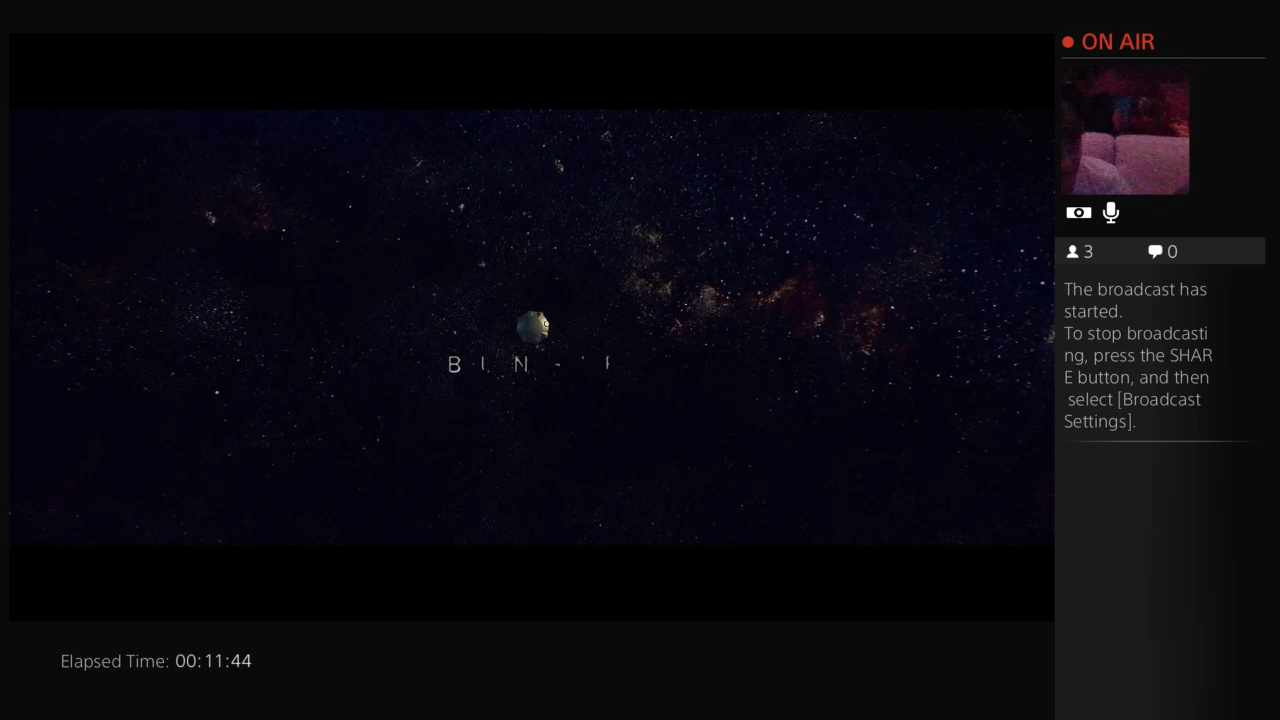 ON AIR
3 0
The broadcast has
started.
To stop broadcasti
ng, press the SHAR
E button, and then
select [Broadcast
Settings].
Elapsed Time: 00:11:44